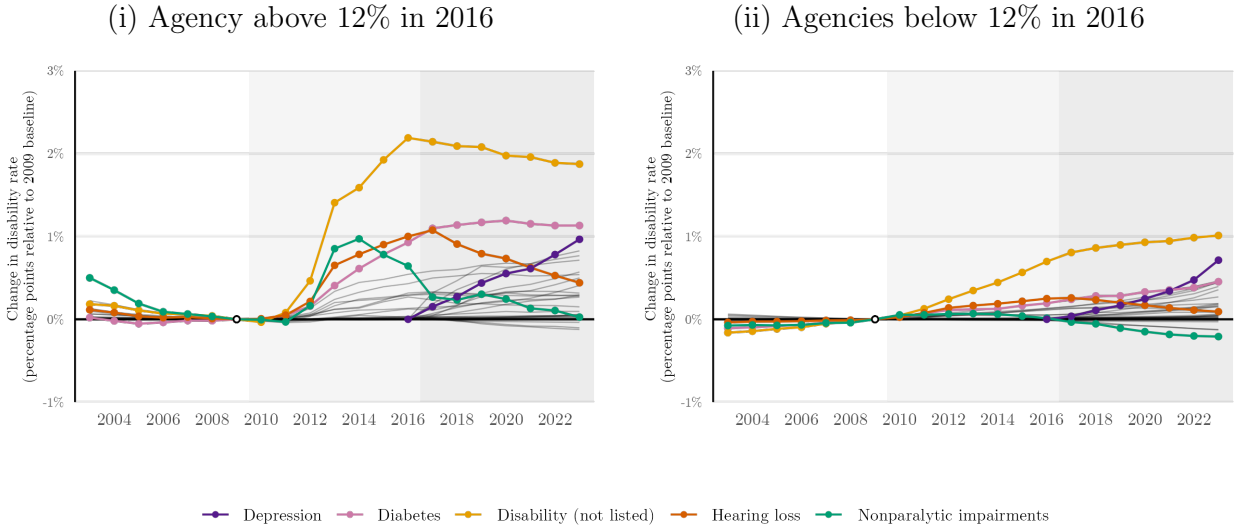 (i) Agency above 12% in 2016
Change in disability rate
(percentage points relative to 2009 baseline)
3%
2%
1%
0%
-1%
2004 2006 2008 2010 2012 2014 2016 2018 2020 2022
(ii) Agencies below 12% in 2016
Change in disability rate
(percentage points relative to 2009 baseline)
3%
2%
1%
0%
-1%
2004 2006 2008 2010 2012 2014 2016 2018 2020 2022
Depression Diabetes Disability (not listed) Hearing loss Nonparalytic impairments